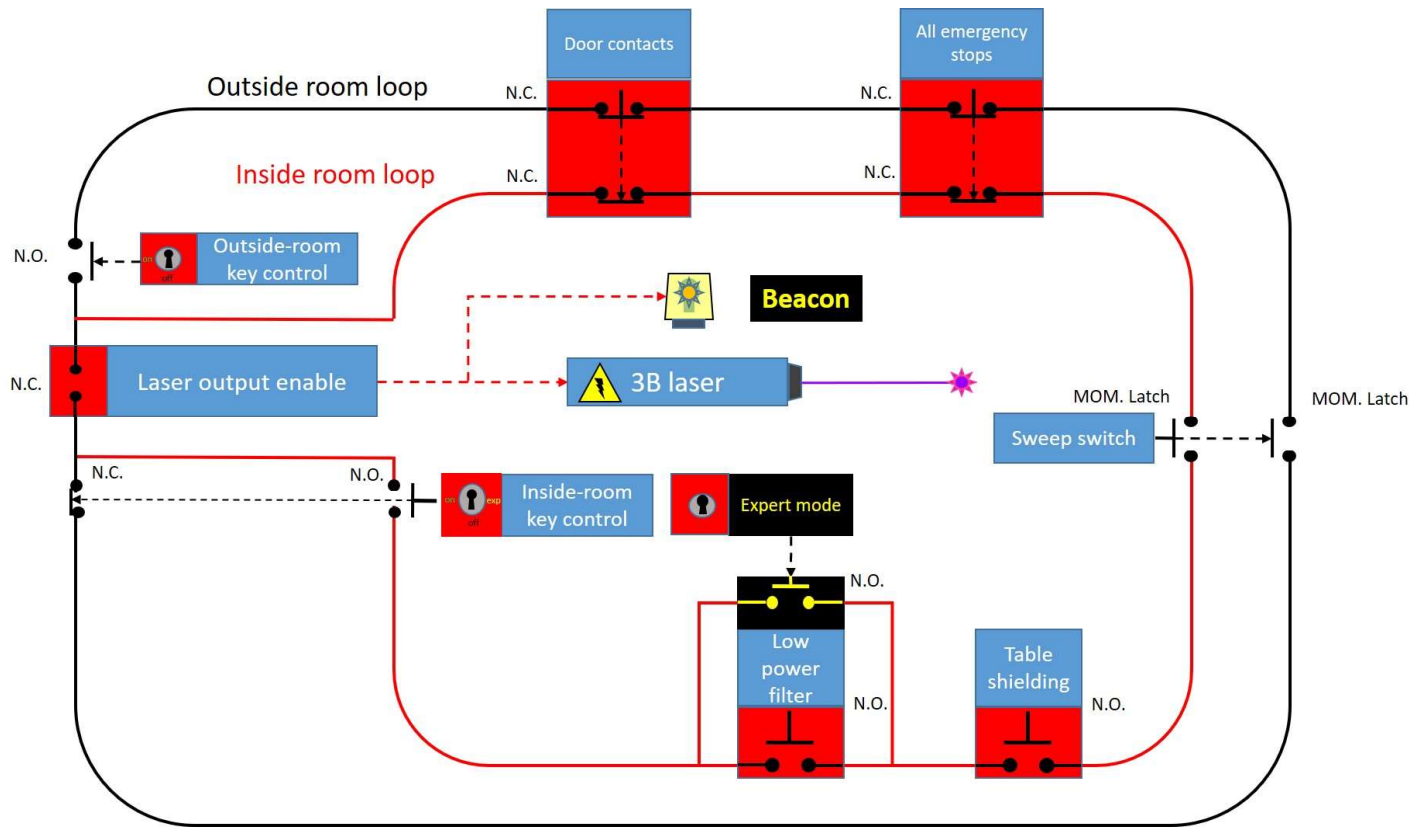 Door contacts
All emergency
stops
Outside room loop
N.C.
N.C.
Inside room loop
N.C.
N.C.
N.O.
on
off
Outside-room
key control
Beacon
N.C.
Laser output enable
3B laser
MOM. Latch
MOM. Latch
Sweep switch
N.C.
N.O.
on
exp
off
Inside-room
key control
Expert mode
N.O.
Low
power
filter
N.O.
Table
shielding
N.O.